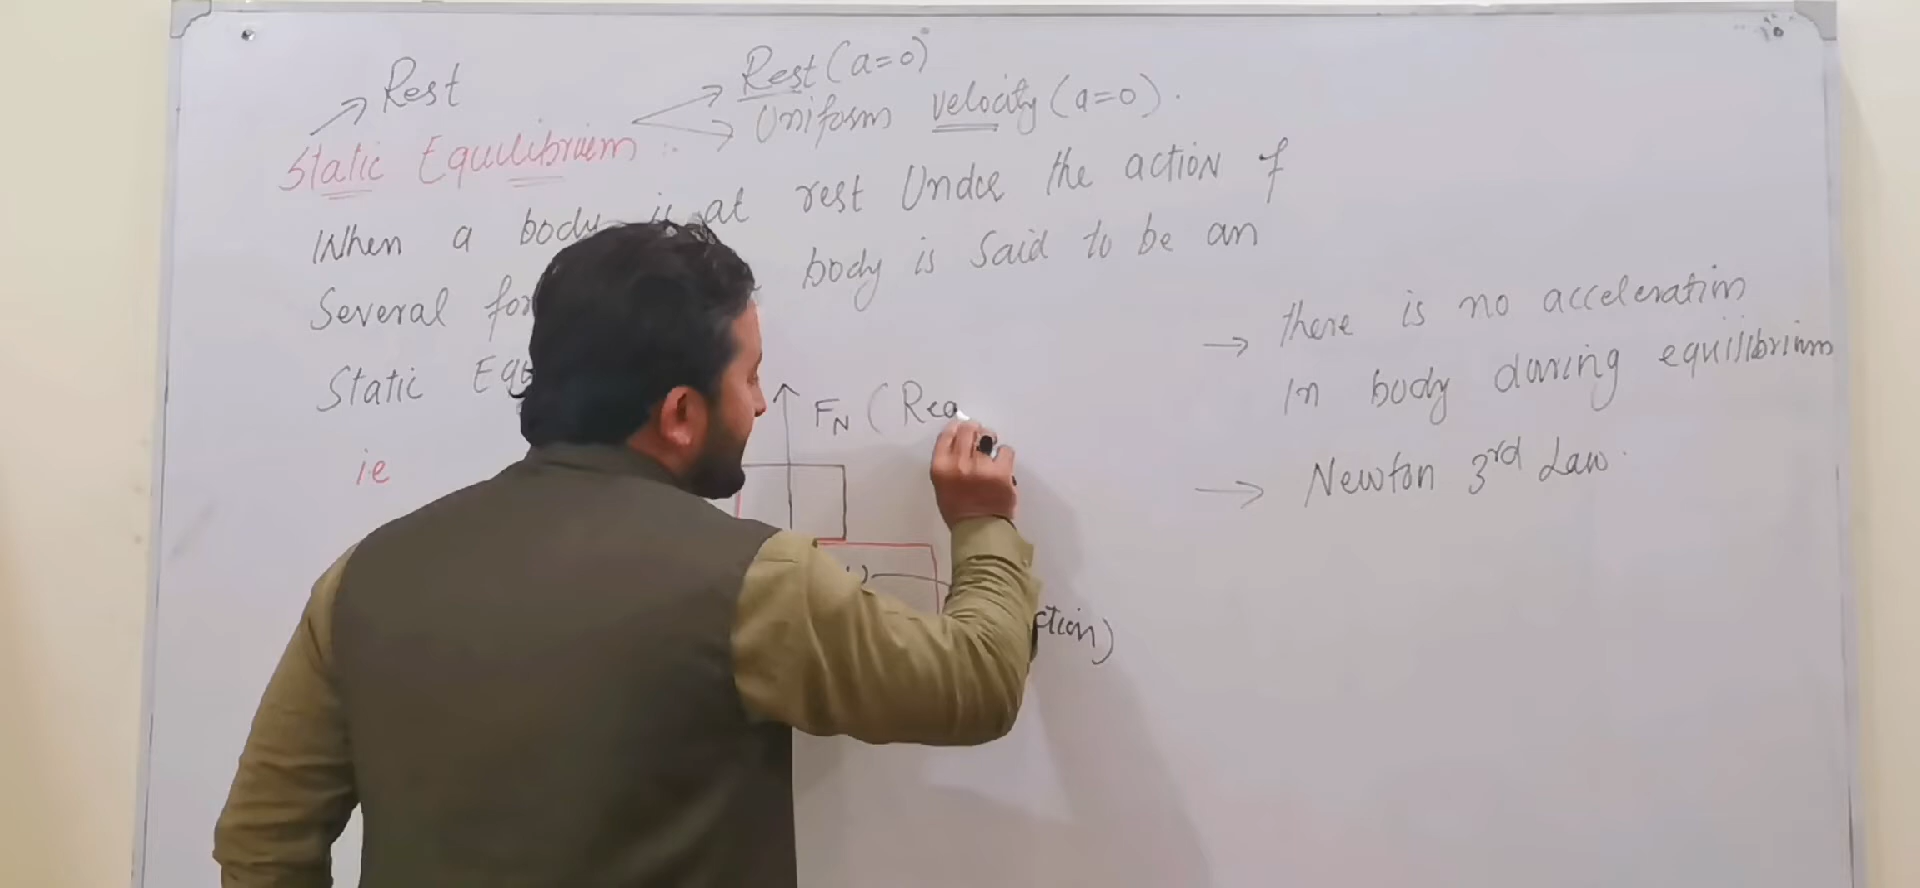 Rest
Rest (a=0)
Uniform velocity (a=0).
Static Equilibrium :-
When a body is at rest Under the action of
Several body is Said to be an
Static
ie
FN (Rea
W
ction)
→ there is no acceleration
In body during equilibrium
→ Newton 3rd Law.